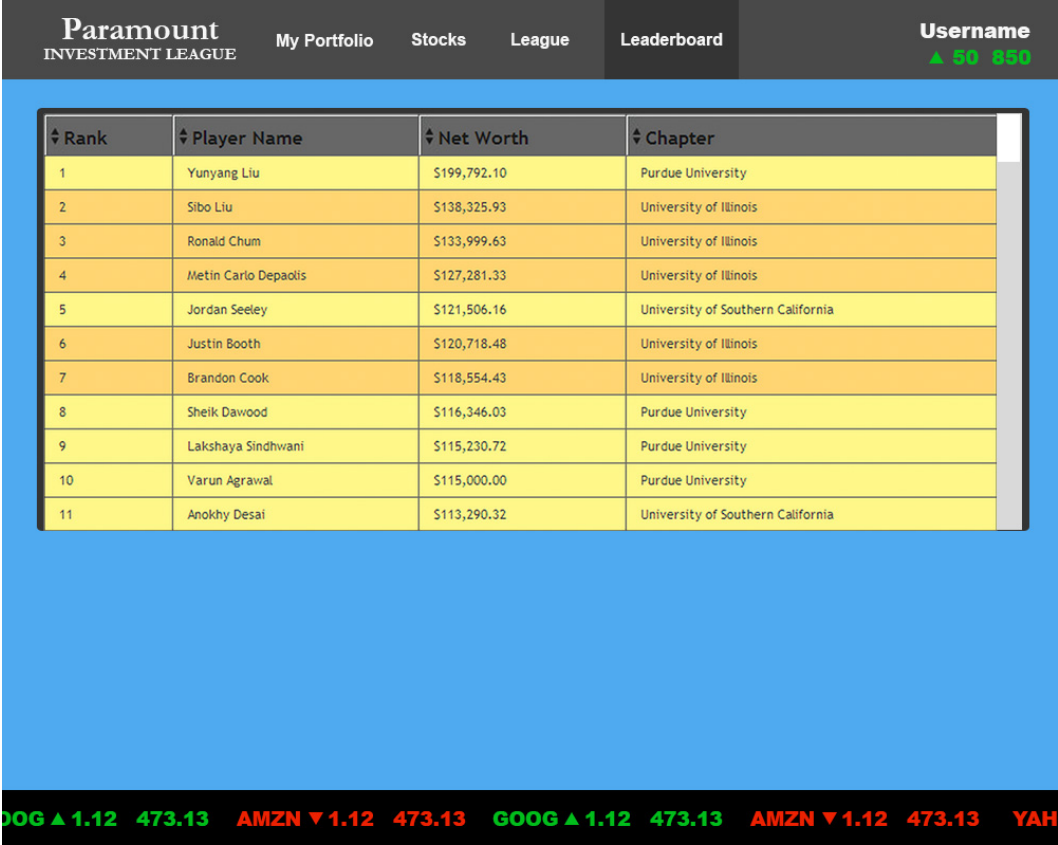 Paramount
INVESTMENT LEAGUE
My Portfolio Stocks League Leaderboard
Username
▲ 50 850
Rank Player Name Net Worth Chapter
1 Yunyang Liu $199,792.10 Purdue University
2 Sibo Liu $138,325.93 University of Illinois
3 Ronald Chum $133,999.63 University of Illinois
4 Metin Carlo Depaolis $127,281.33 University of Illinois
5 Jordan Seeley $121,506.16 University of Southern California
6 Justin Booth $120,718.48 University of Illinois
7 Brandon Cook $118,554.43 University of Illinois
8 Sheik Dawood $116,346.03 Purdue University
9 Lakshaya Sindhwani $115,230.72 Purdue University
10 Varun Agrawal $115,000.00 Purdue University
11 Anokhy Desai $113,290.32 University of Southern California
OOG ▲ 1.12 473.13 AMZN ▼ 1.12 473.13 GOOG ▲ 1.12 473.13 AMZN ▼ 1.12 473.13 YAH